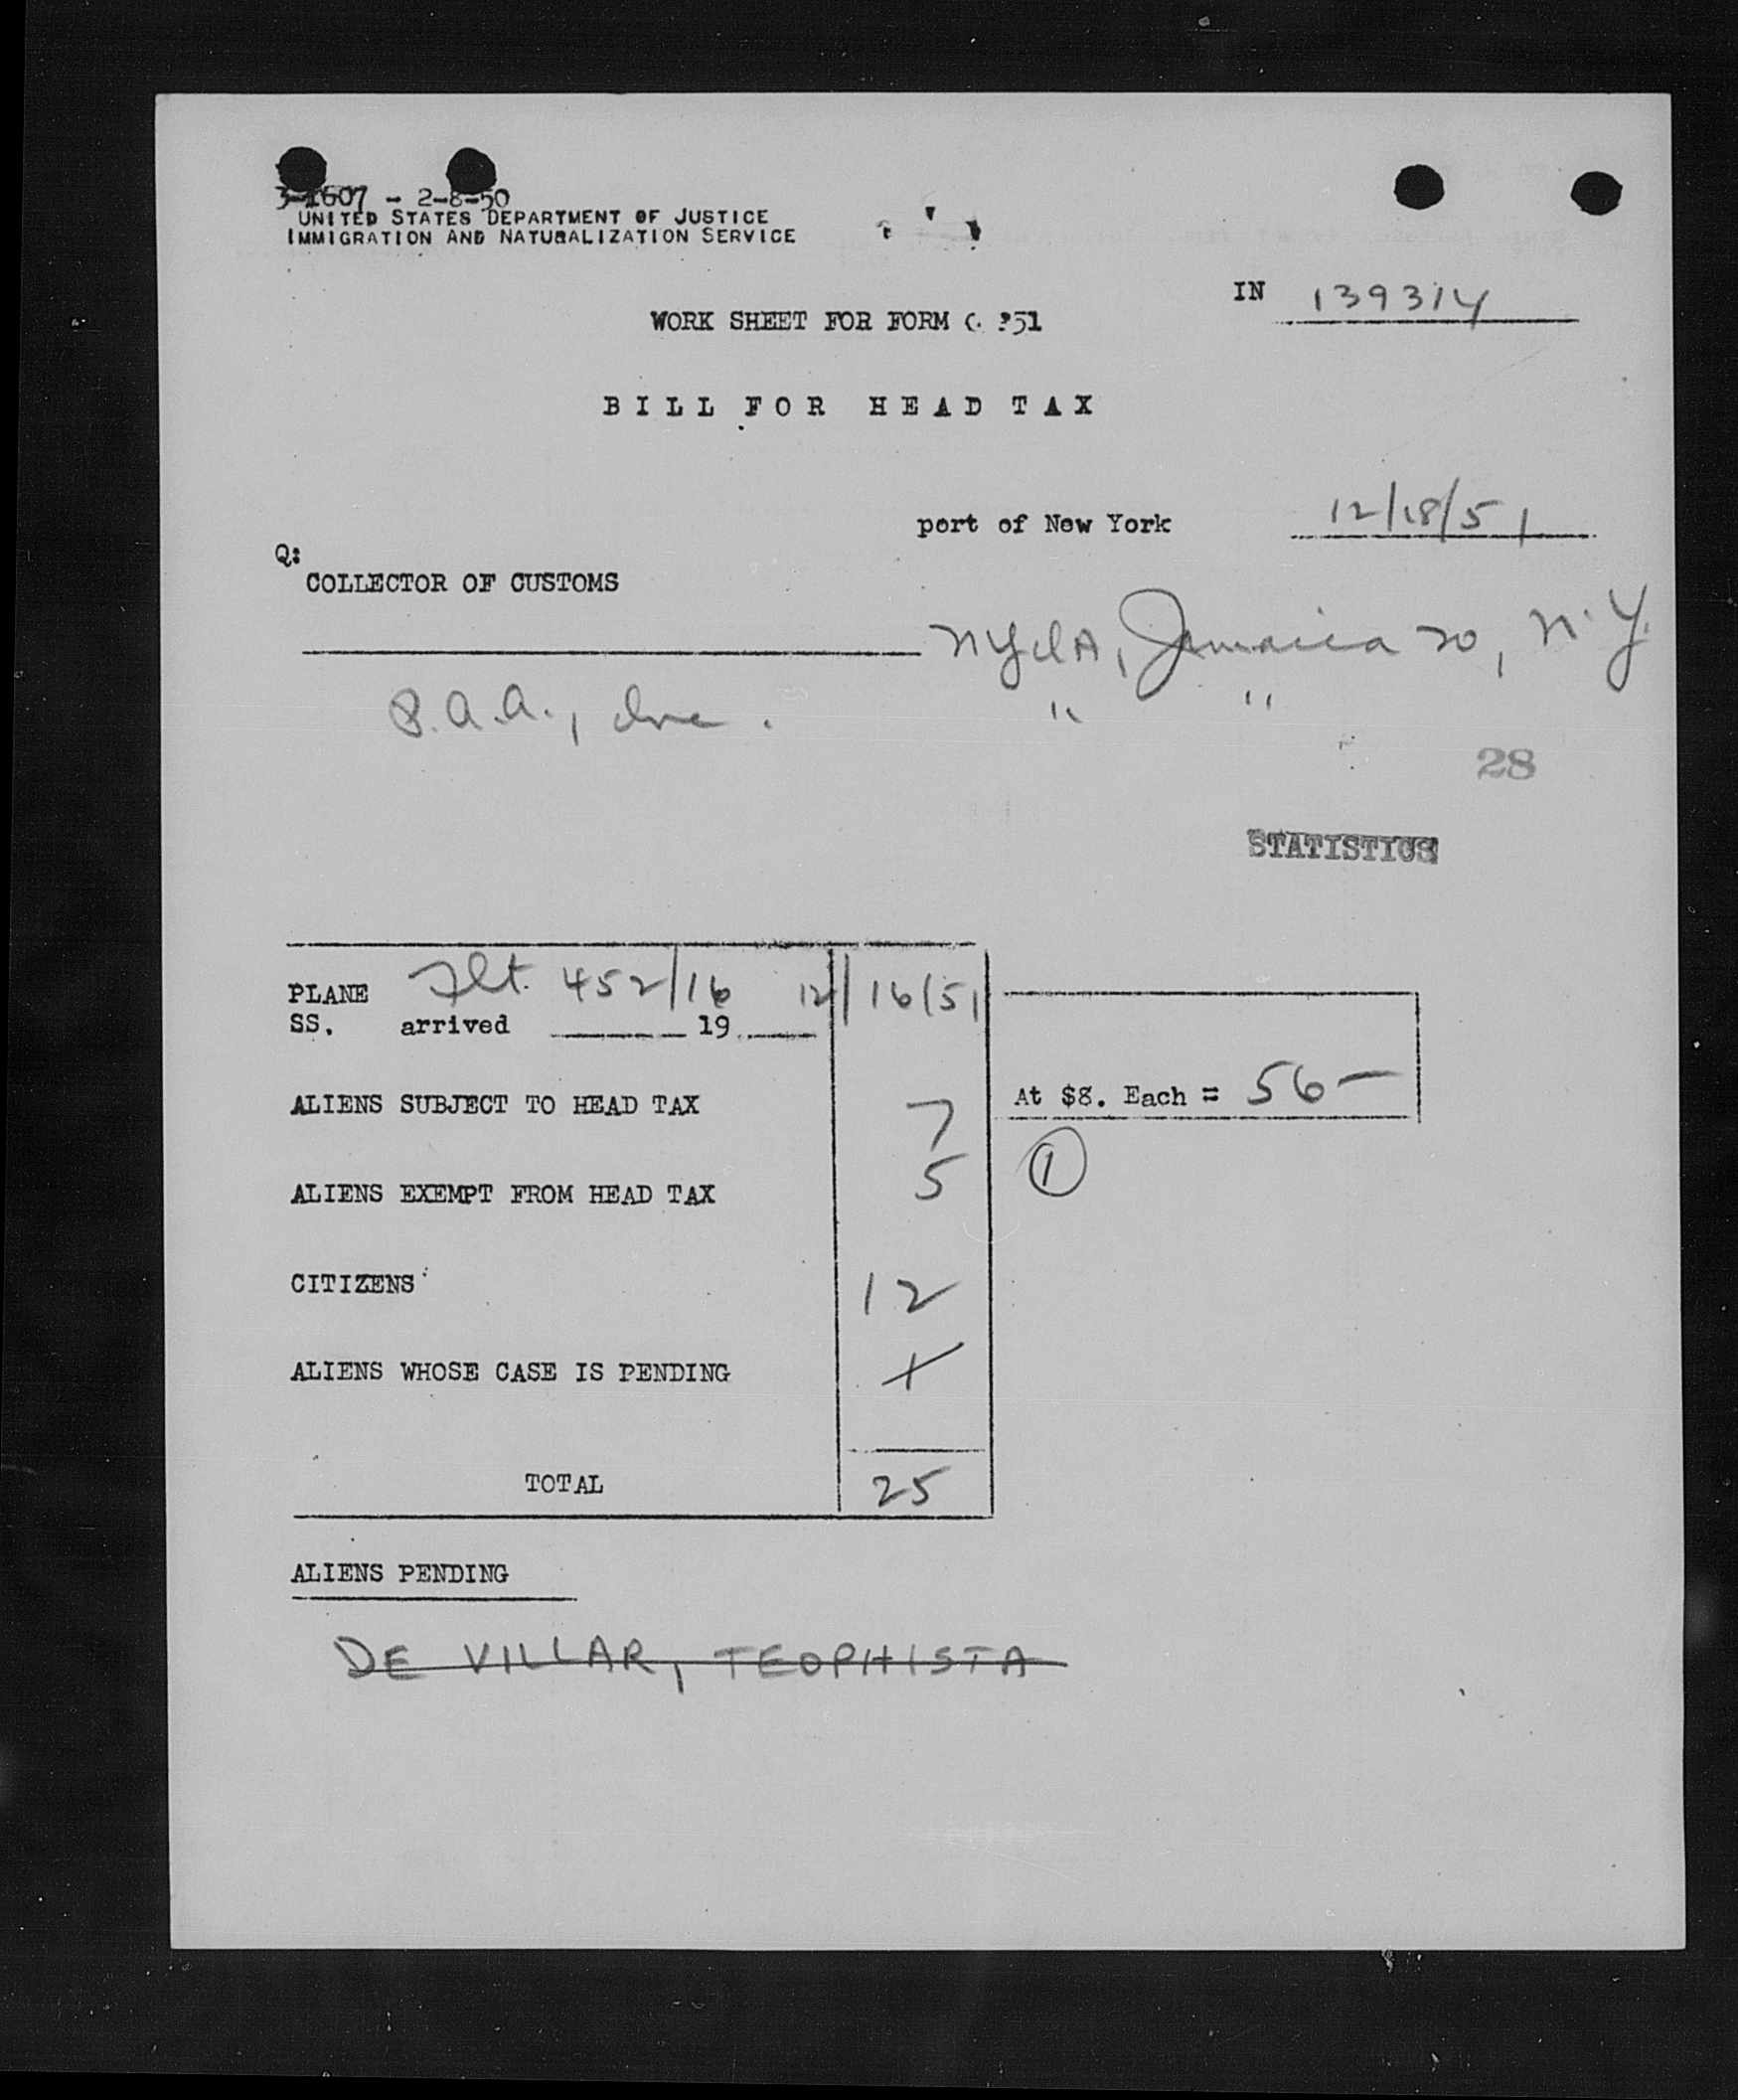 3-1607 - 2-8-50
UNITED STATES DEPARTMENT OF JUSTICE
IMMIGRATION AND NATURALIZATION SERVICE
IN 139314
WORK SHEET FOR FORM 51
BILL FOR HEAD TAX
port of New York 12/18/51
Q:
COLLECTOR OF CUSTOMS
NYIA, Jamaica 20, N.Y.
P.A.A., Inc. " "
28
STATISTICS
PLANE Flt. 452/16 12/16/51
SS. arrived 19
ALIENS SUBJECT TO HEAD TAX 7 At $8. Each = 56-
ALIENS EXEMPT FROM HEAD TAX 5 1
CITIZENS 12
ALIENS WHOSE CASE IS PENDING
TOTAL 25
ALIENS PENDING
DE VILLAR, TEOPHISTA